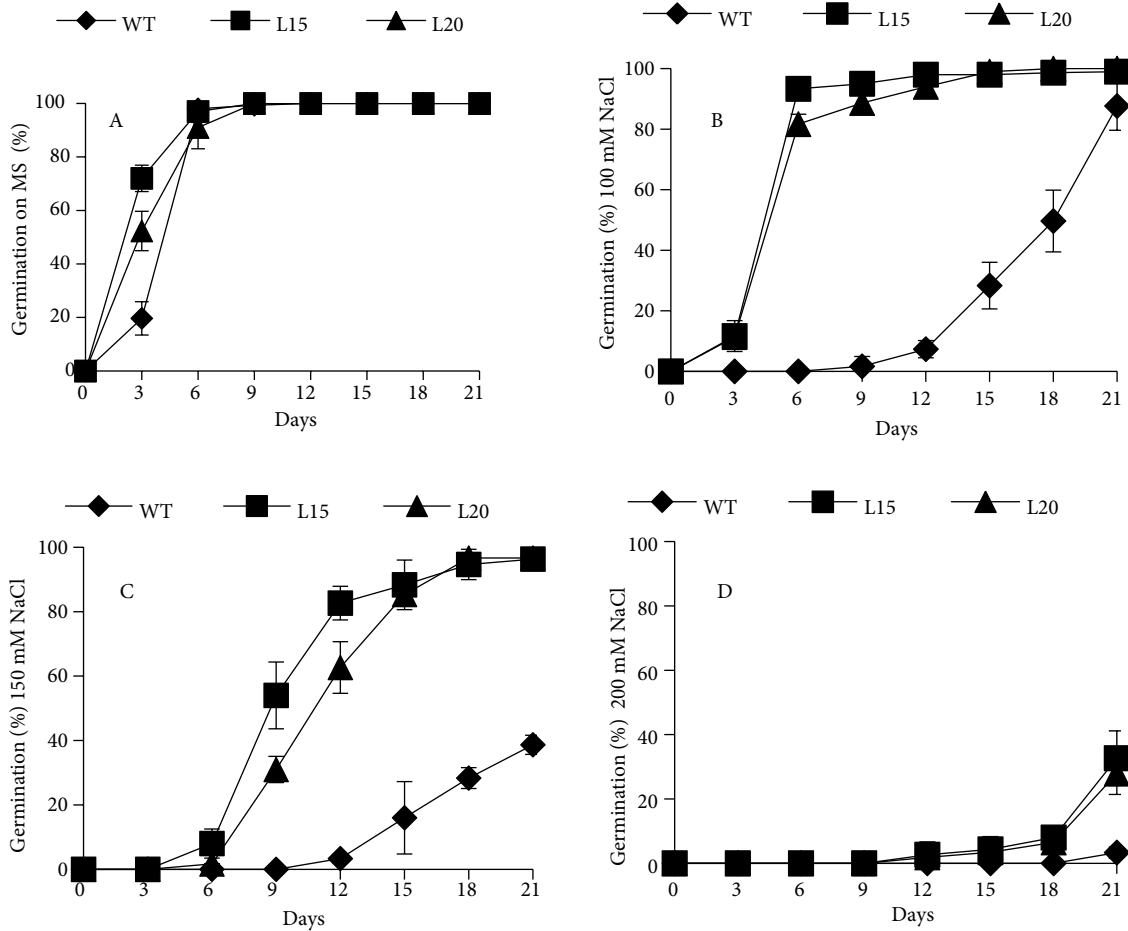 WT L15 L20
Germination on MS (%)
A
100
80
60
40
20
0
0 3 6 9 12 15 18 21
Days
WT L15 L20
Germination (%) 100 mM NaCl
B
100
80
60
40
20
0
0 3 6 9 12 15 18 21
Days
WT L15 L20
Germination (%) 150 mM NaCl
C
100
80
60
40
20
0
0 3 6 9 12 15 18 21
Days
WT L15 L20
Germination (%) 200 mM NaCl
D
100
80
60
40
20
0
0 3 6 9 12 15 18 21
Days